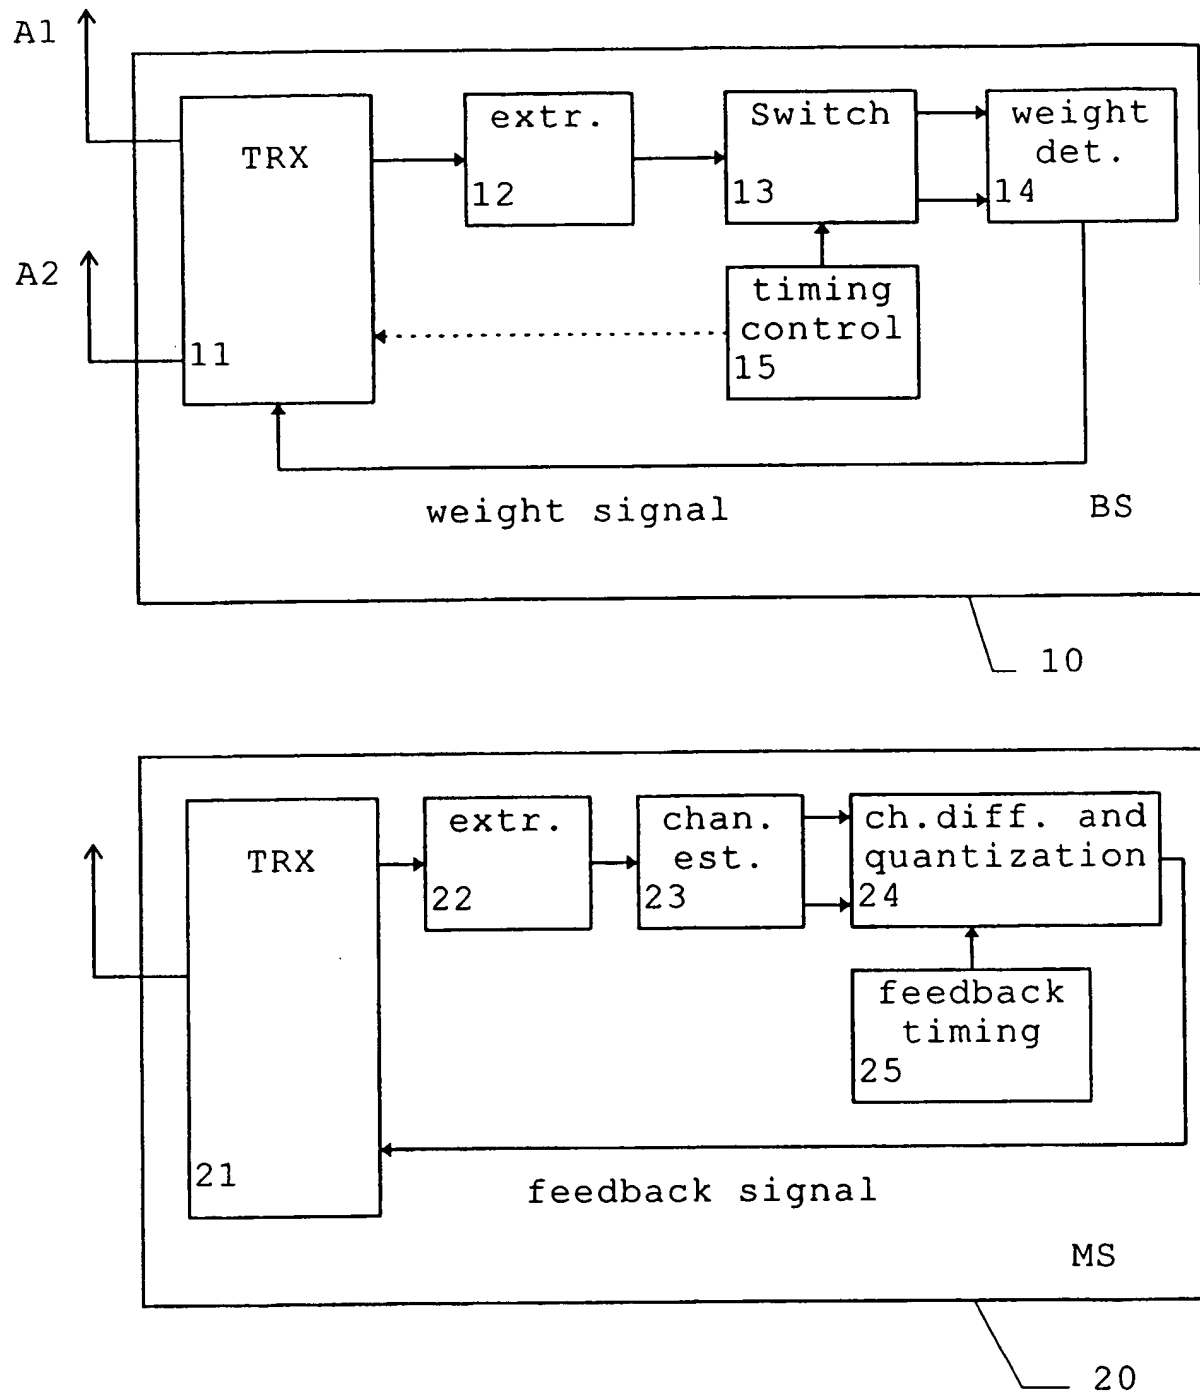 A1
TRX
11
extr.
12
Switch
13
weight
det.
14
A2
timing
control
15
weight signal
BS
10
TRX
21
extr.
22
chan.
est.
23
ch.diff. and
quantization
24
feedback
timing
25
feedback signal
MS
20